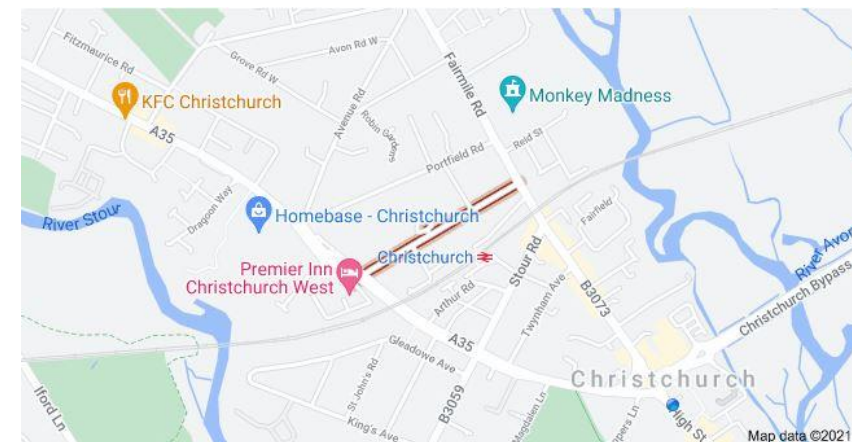 Fitzmaurice Rd
Grove Rd W
Avon Rd W
Fairmile Rd
KFC Christchurch
Monkey Madness
A35
Avenue Rd
Robin Gardens
Reid St
Portfield Rd
Dragoon Way
River Stour
Homebase - Christchurch
Fairfield
Christchurch
Premier Inn
Christchurch West
Stour Rd
River Avon
Arthur Rd
Twynham Ave
B3073
Christchurch Bypass
A35
Gleadowe Ave
St John's Rd
B3059
Christchurch
Iford Ln
King's Ave
Magdalen Ln
High St
Map data ©2021